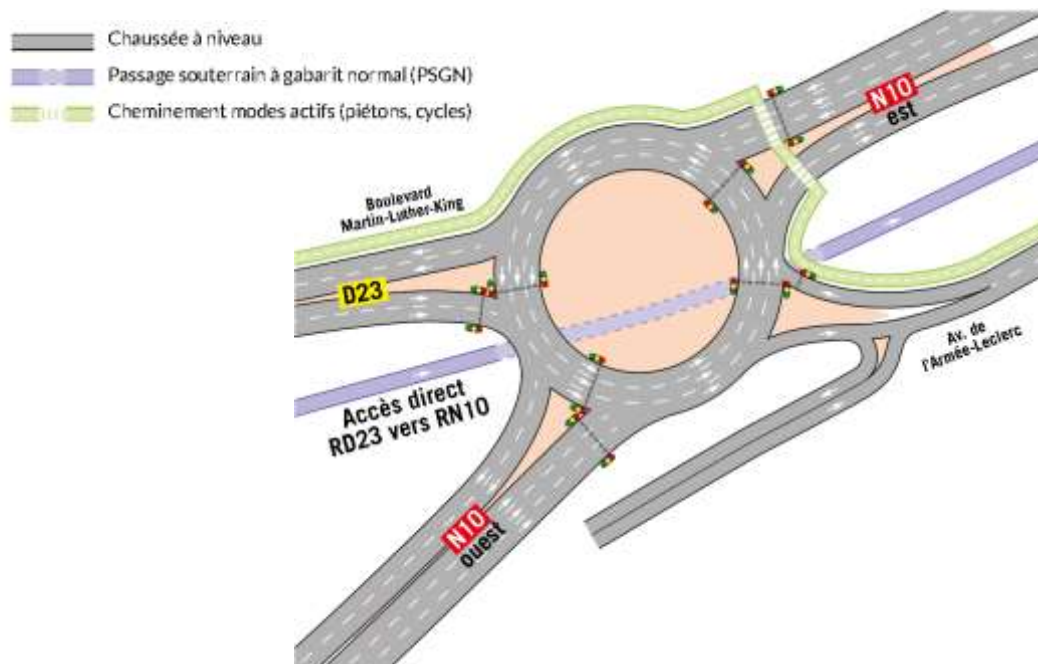 Chaussée à niveau
Passage souterrain à gabarit normal (PSGN)
Cheminement modes actifs (piétons, cycles)
N10
est
Boulevard
Martin-Luther-King
D23
Av. de
l'Armée-Leclerc
Accès direct
RD23 vers RN10
N10
ouest